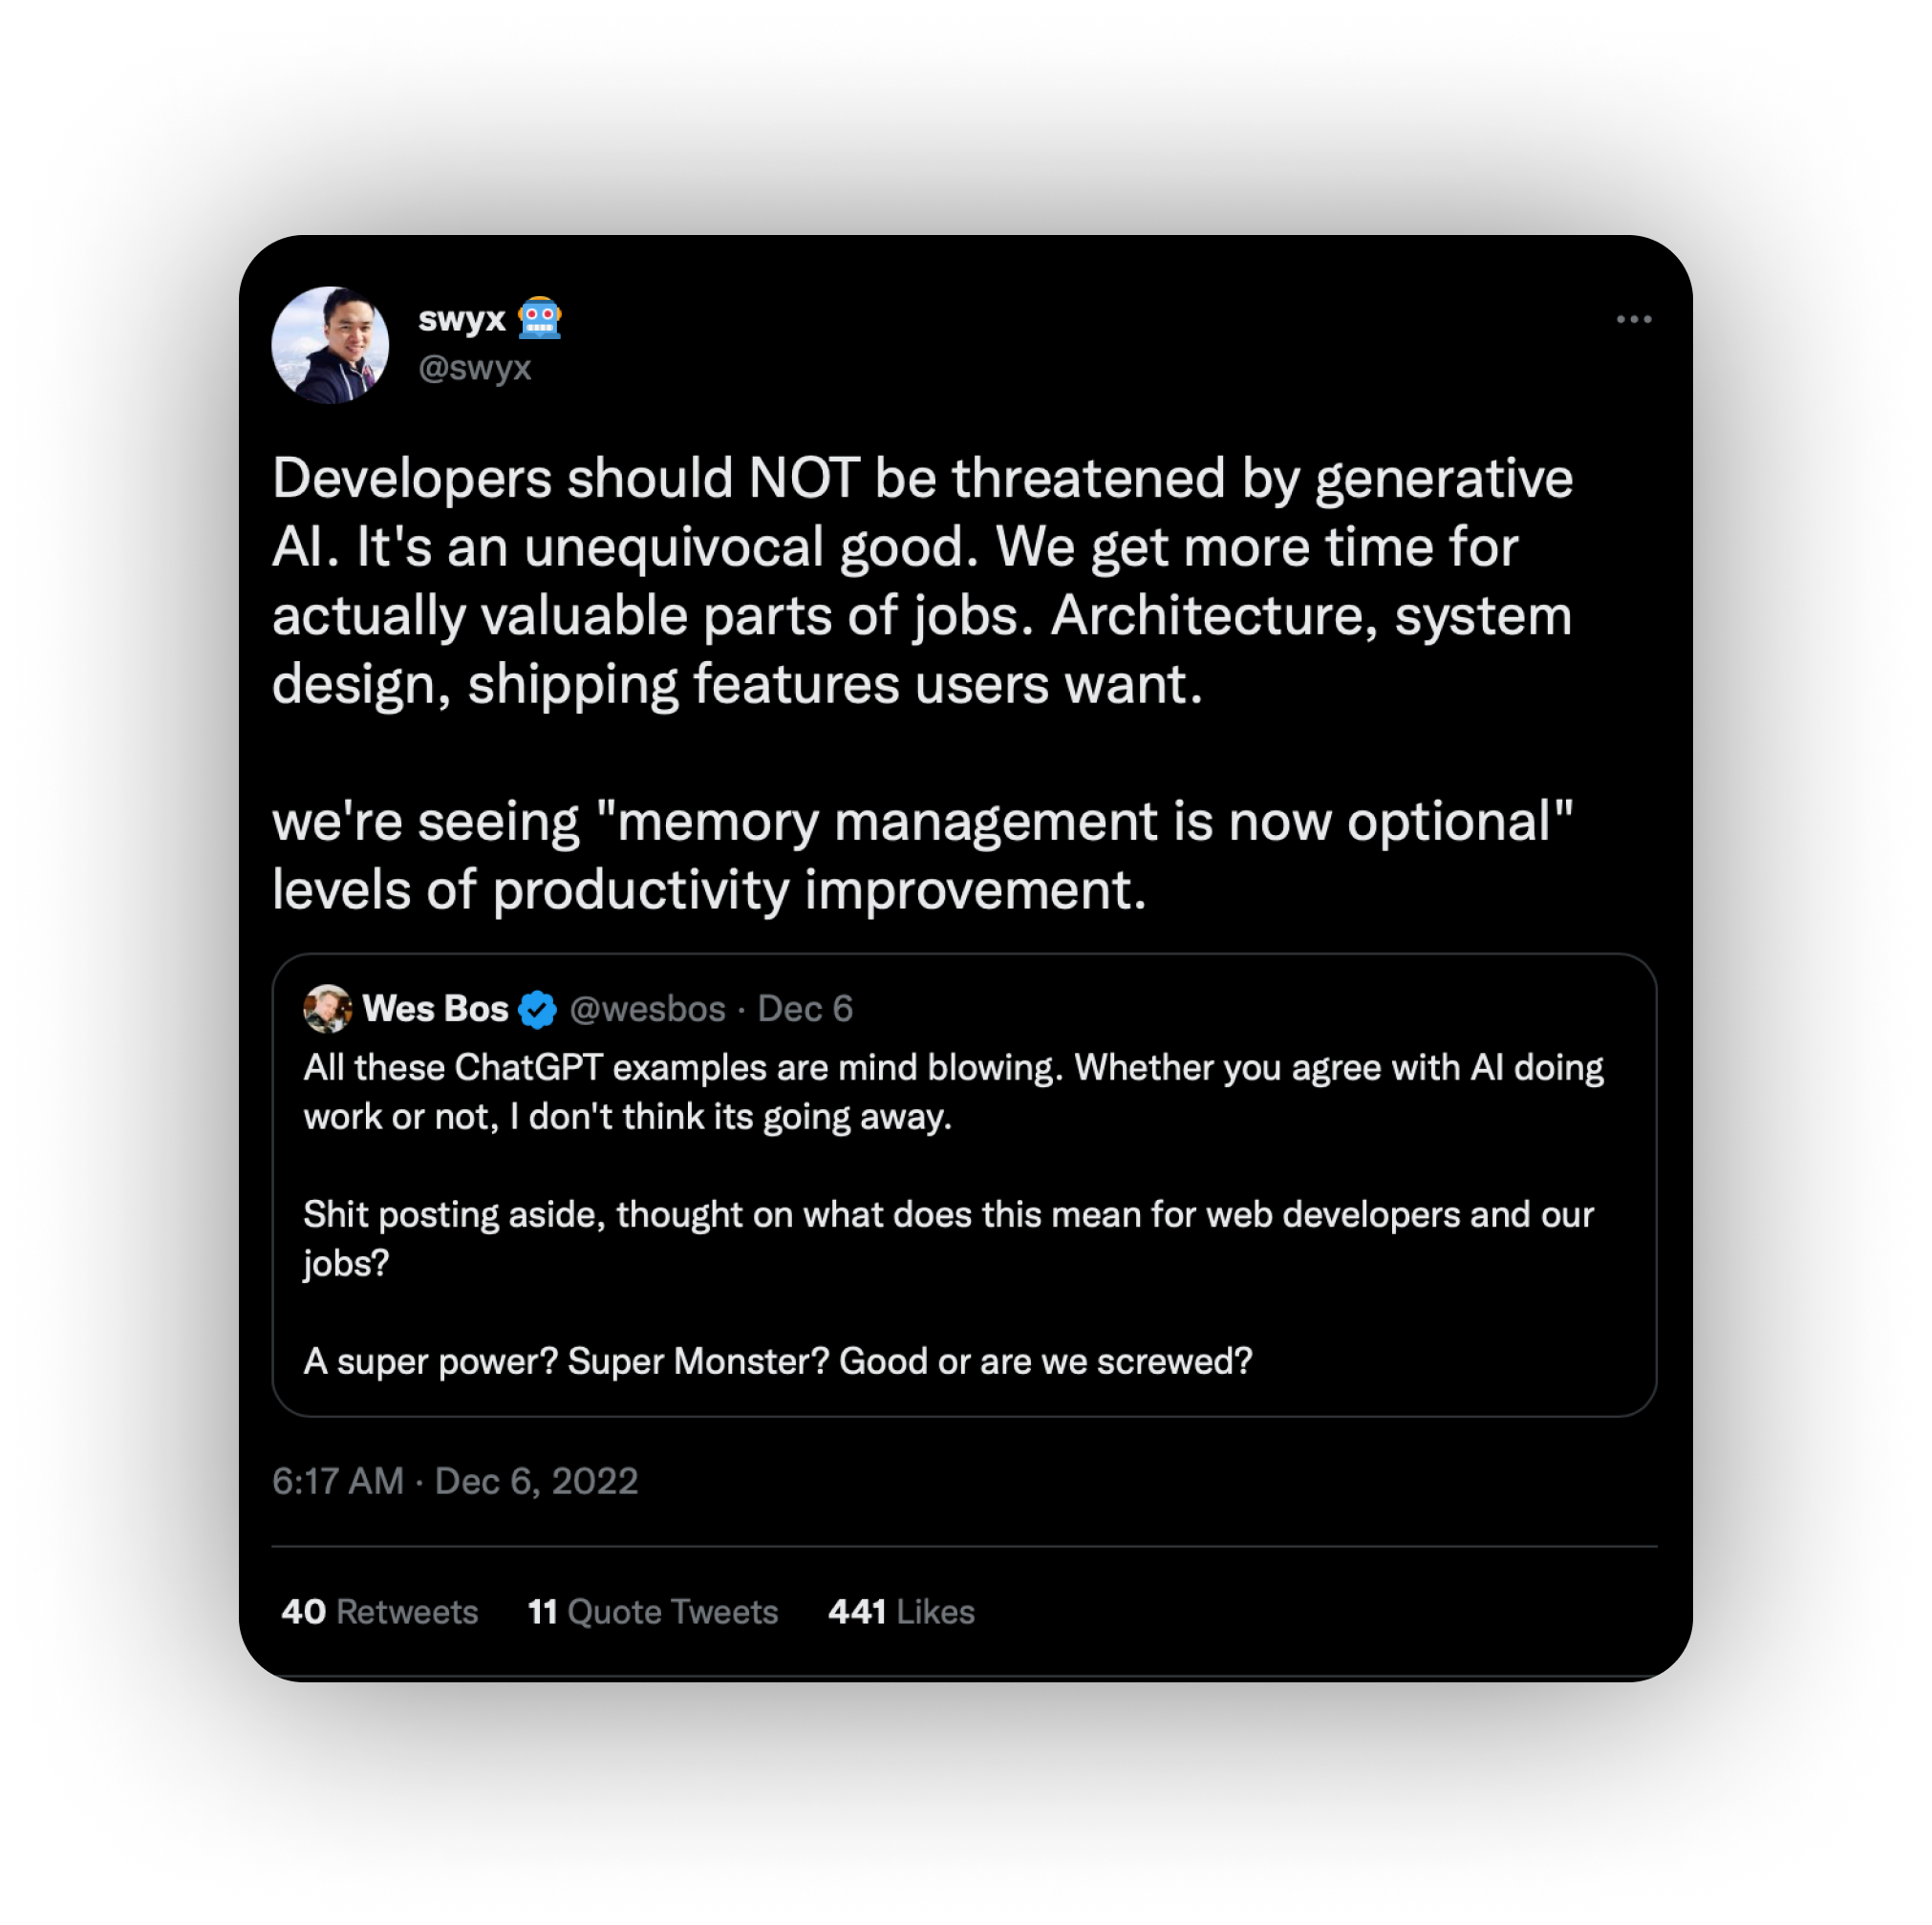 swyx 🤖
@swyx
Developers should NOT be threatened by generative
AI. It's an unequivocal good. We get more time for
actually valuable parts of jobs. Architecture, system
design, shipping features users want.
we're seeing "memory management is now optional"
levels of productivity improvement.
Wes Bos @wesbos · Dec 6
All these ChatGPT examples are mind blowing. Whether you agree with AI doing
work or not, I don't think its going away.
Shit posting aside, thought on what does this mean for web developers and our
jobs?
A super power? Super Monster? Good or are we screwed?
6:17 AM · Dec 6, 2022
40 Retweets 11 Quote Tweets 441 Likes